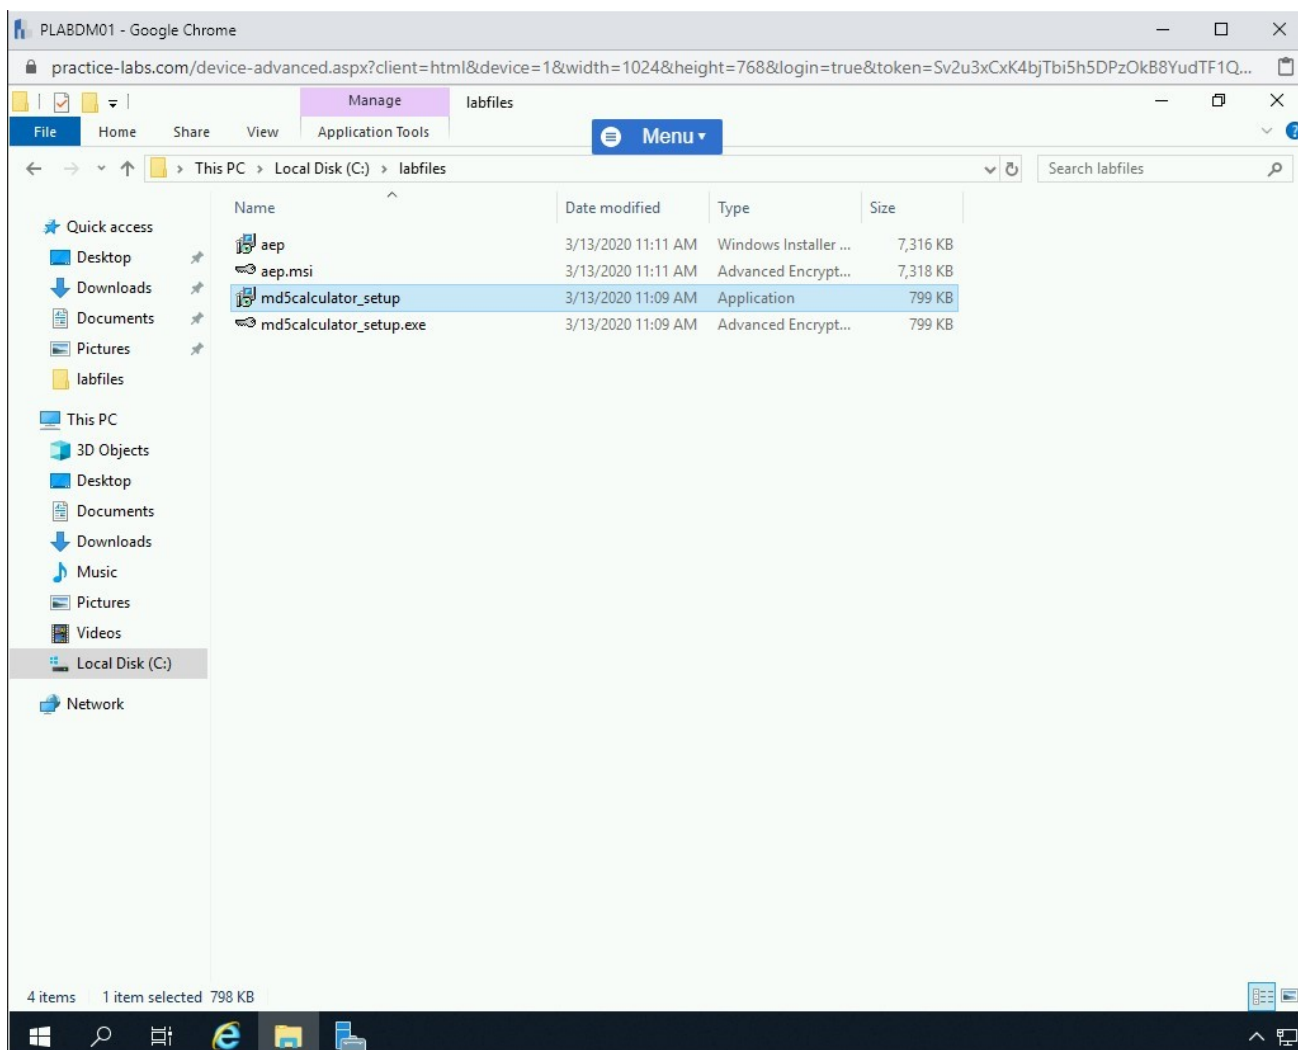 PLABDM01 - Google Chrome
practice-labs.com/device-advanced.aspx?client=html&device=1&width=1024&height=768&login=true&token=Sv2u3xCxK4bjTbi5h5DPzOkB8YudTF1Q...
Manage labfiles
File Home Share View Application Tools
Menu
This PC > Local Disk (C:) > labfiles
Search labfiles
Name Date modified Type Size
Quick access
Desktop
Downloads
Documents
Pictures
labfiles
This PC
3D Objects
Desktop
Documents
Downloads
Music
Pictures
Videos
Local Disk (C:)
Network
aep 3/13/2020 11:11 AM Windows Installer ... 7,316 KB
aep.msi 3/13/2020 11:11 AM Advanced Encrypt... 7,318 KB
md5calculator_setup 3/13/2020 11:09 AM Application 799 KB
md5calculator_setup.exe 3/13/2020 11:09 AM Advanced Encrypt... 799 KB
4 items 1 item selected 798 KB